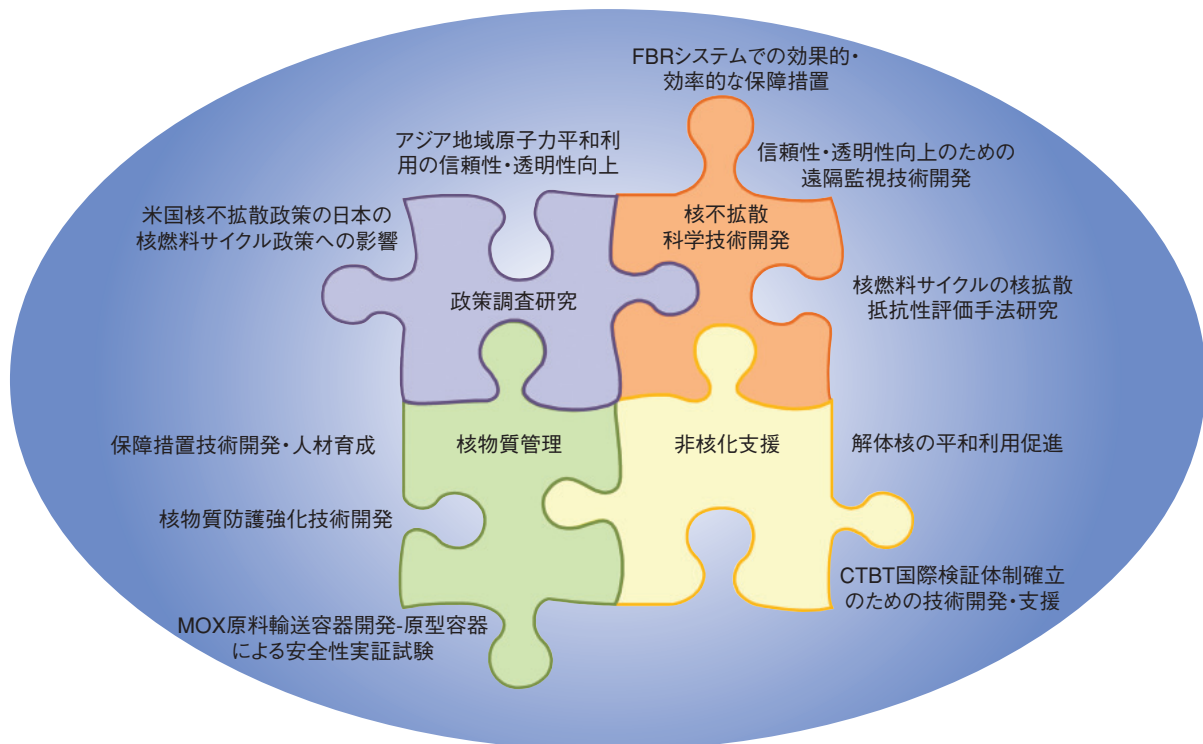 FBRシステムでの効果的・
効率的な保障措置
アジア地域原子力平和利
用の信頼性・透明性向上
信頼性・透明性向上のための
遠隔監視技術開発
米国核不拡散政策の日本の
核燃料サイクル政策への影響
核不拡散
科学技術開発
政策調査研究
核燃料サイクルの核拡散
抵抗性評価手法研究
保障措置技術開発・人材育成
核物質管理
非核化支援
解体核の平和利用促進
核物質防護強化技術開発
CTBT国際検証体制確立
のための技術開発・支援
MOX原料輸送容器開発-原型容器
による安全性実証試験